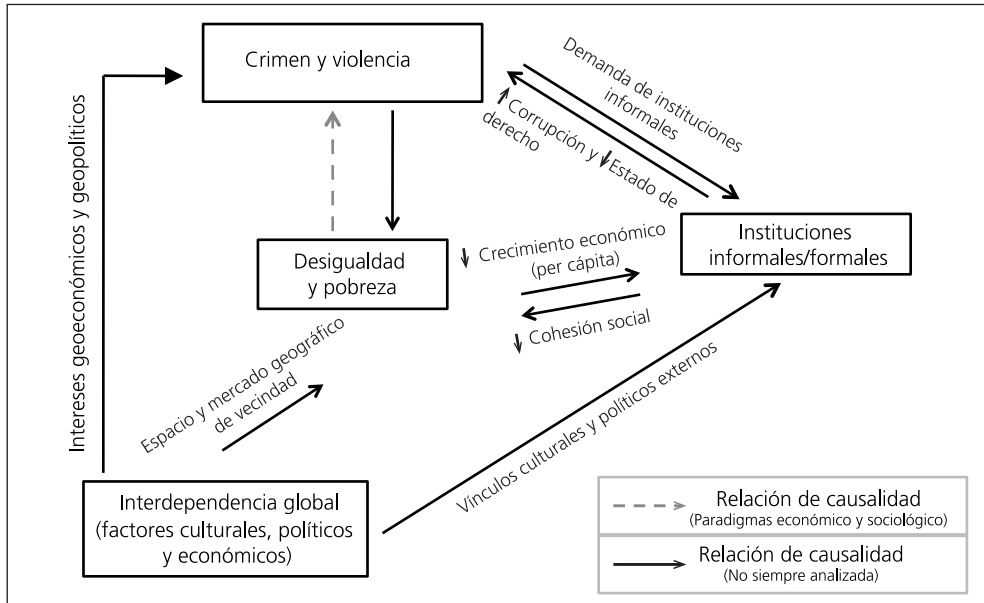 Crimen y violencia
Demanda de instituciones
informales
Corrupción y Estado de
derecho
Intereses geoeconómicos y geopolíticos
Desigualdad
y pobreza
Crecimiento económico
(per cápita)
Cohesión social
Instituciones
informales/formales
Espacio y mercado geográfico
de vecindad
Vínculos culturales y políticos externos
Interdependencia global
(factores culturales, políticos
y económicos)
Relación de causalidad
(Paradigmas económico y sociológico)
Relación de causalidad
(No siempre analizada)